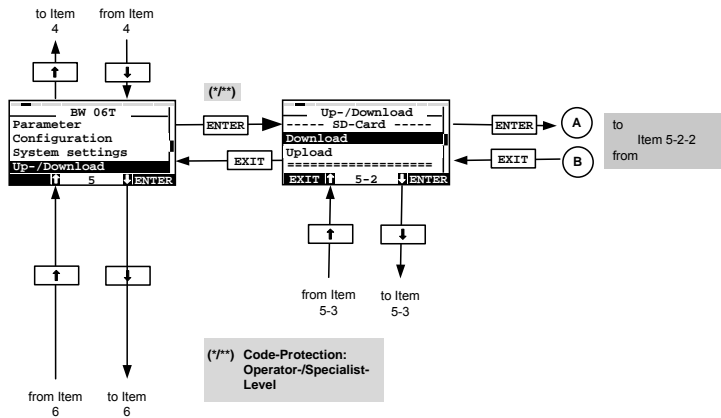 to Item
4
from Item
4
↑
↓
BW 06T
Parameter
Configuration
System settings
Up-/Download
↑ 5 ↓ ENTER
(*/**)
ENTER
EXIT
Up-/Download
----- SD-Card -----
Download
Upload
=================
EXIT ↑ 5-2 ↓ ENTER
ENTER
EXIT
A
B
to
Item 5-2-2
from
↑
↓
↑
↓
from Item
5-3
to Item
5-3
(*/**) Code-Protection:
Operator-/Specialist-
Level
from Item
6
to Item
6